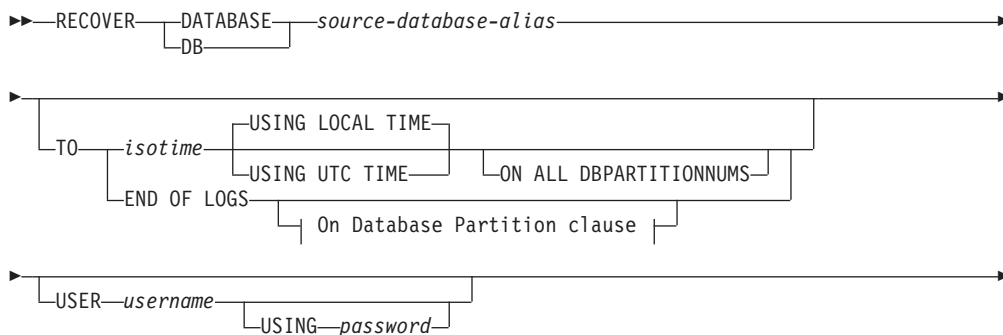 RECOVER DATABASE source-database-alias
DB
USING LOCAL TIME
TO isotime
USING UTC TIME ON ALL DBPARTITIONNUMS
END OF LOGS
On Database Partition clause
USER username
USING password